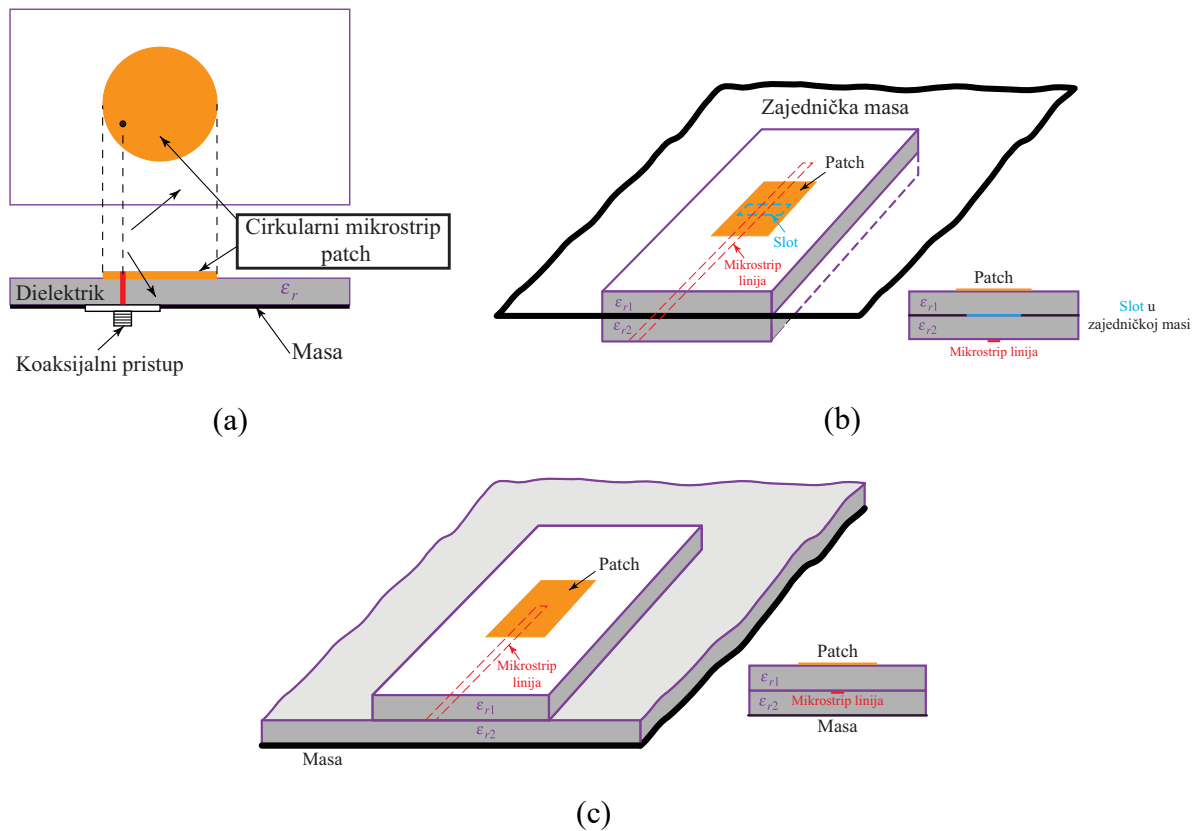 Cirkularni mikrostrip
patch
Dielektrik
εr
Koaksijalni pristup
Masa
(a)
Zajednička masa
Patch
Slot
Mikrostrip
linija
εr1
εr2
Patch
εr1
εr2
Slot u
zajedničkoj masi
Mikrostrip linija
(b)
Patch
Mikrostrip
linija
εr1
εr2
Masa
Patch
εr1
Mikrostrip linija
εr2
Masa
(c)